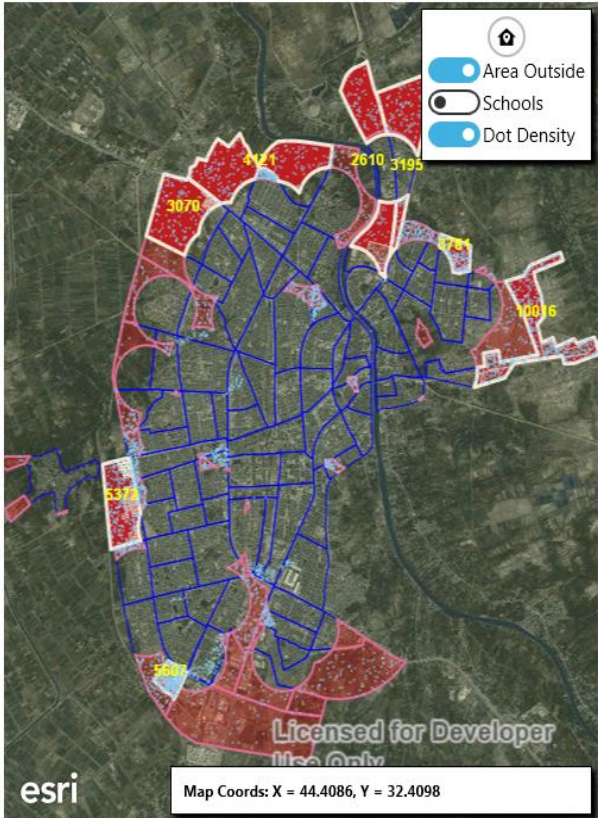 Area Outside
Schools
Dot Density
2610
4121
3195
3070
3781
10016
5372
5607
Licensed for Developer
Use Only
esri
Map Coords: X = 44.4086, Y = 32.4098